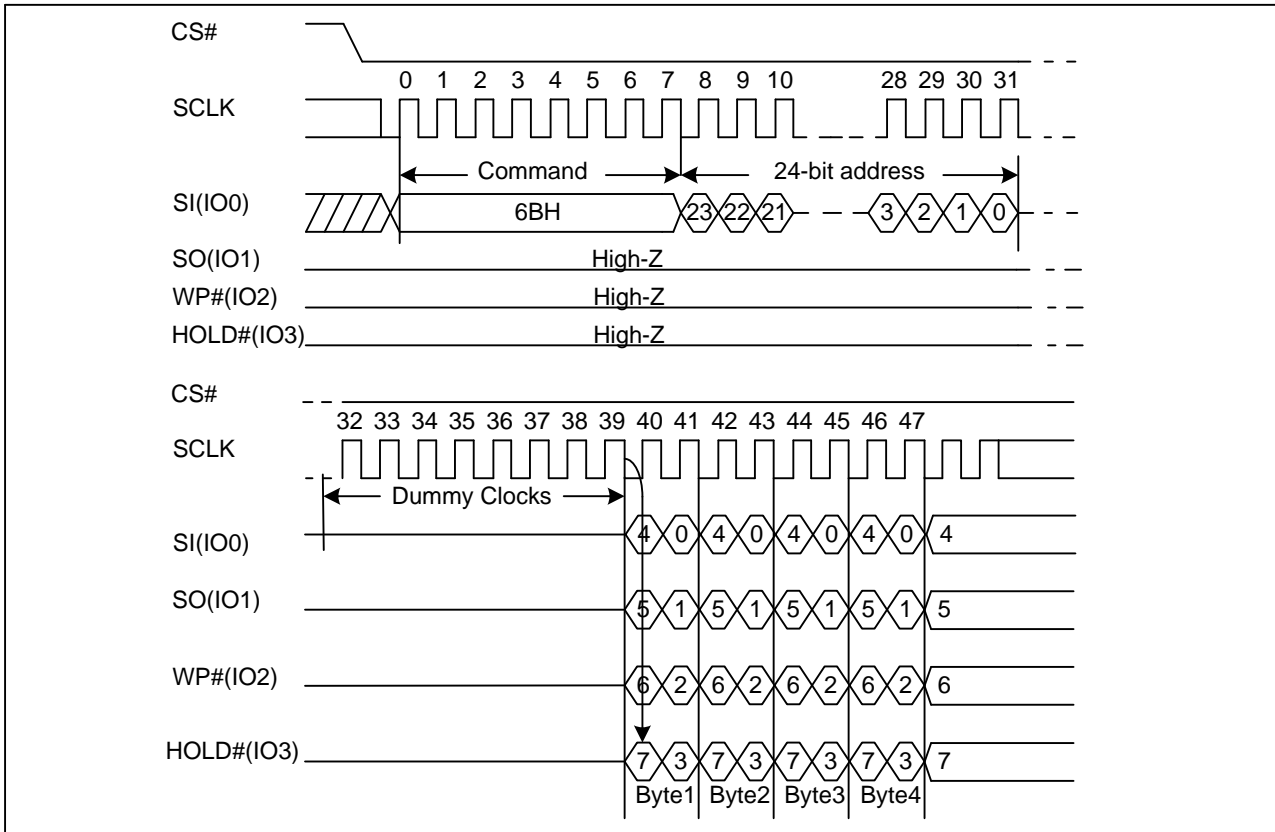 CS#
0 1 2 3 4 5 6 7 8 9 10 28 29 30 31
SCLK
Command 24-bit address
SI(IO0) 6BH 23 22 21 3 2 1 0
SO(IO1) High-Z
WP#(IO2) High-Z
HOLD#(IO3) High-Z
CS#
32 33 34 35 36 37 38 39 40 41 42 43 44 45 46 47
SCLK
Dummy Clocks
SI(IO0) 4 0 4 0 4 0 4 0 4
SO(IO1) 5 1 5 1 5 1 5 1 5
WP#(IO2) 6 2 6 2 6 2 6 2 6
HOLD#(IO3) 7 3 7 3 7 3 7 3 7
Byte1 Byte2 Byte3 Byte4